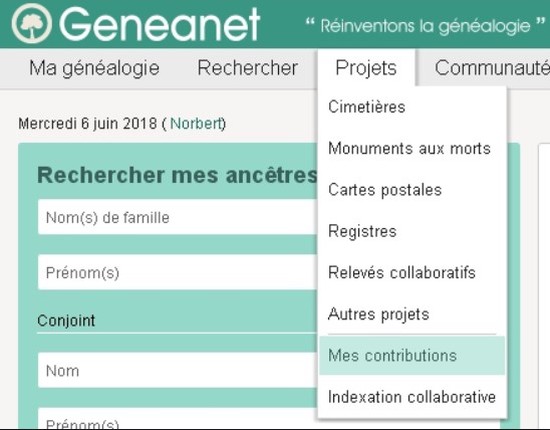 Geneanet
“ Réinventons la généalogie ”
Ma généalogie
Rechercher
Projets
Communauté
Mercredi 6 juin 2018 ( Norbert)
Rechercher mes ancêtres
Nom(s) de famille
Prénom(s)
Conjoint
Nom
Prénom(s)
Cimetières
Monuments aux morts
Cartes postales
Registres
Relevés collaboratifs
Autres projets
Mes contributions
Indexation collaborative